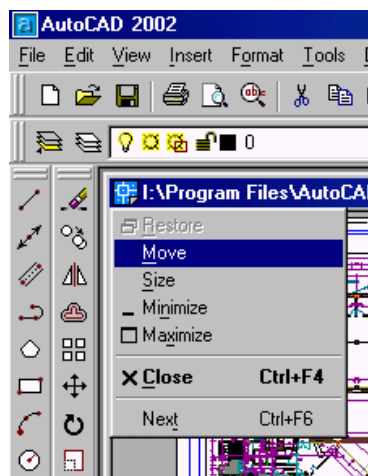 AutoCAD 2002
File Edit View Insert Format Tools
0
I:\Program Files\AutoCA
Restore
Move
Size
Minimize
Maximize
Close Ctrl+F4
Next Ctrl+F6